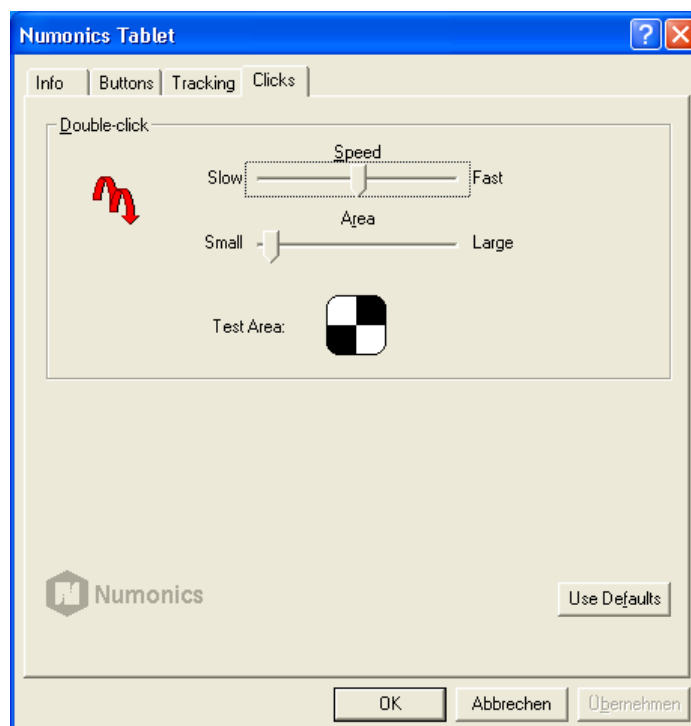 Numonics Tablet
Info Buttons Tracking Clicks
Double-click
Speed
Slow Fast
Area
Small Large
Test Area:
Numonics
Use Defaults
OK Abbrechen Übernehmen